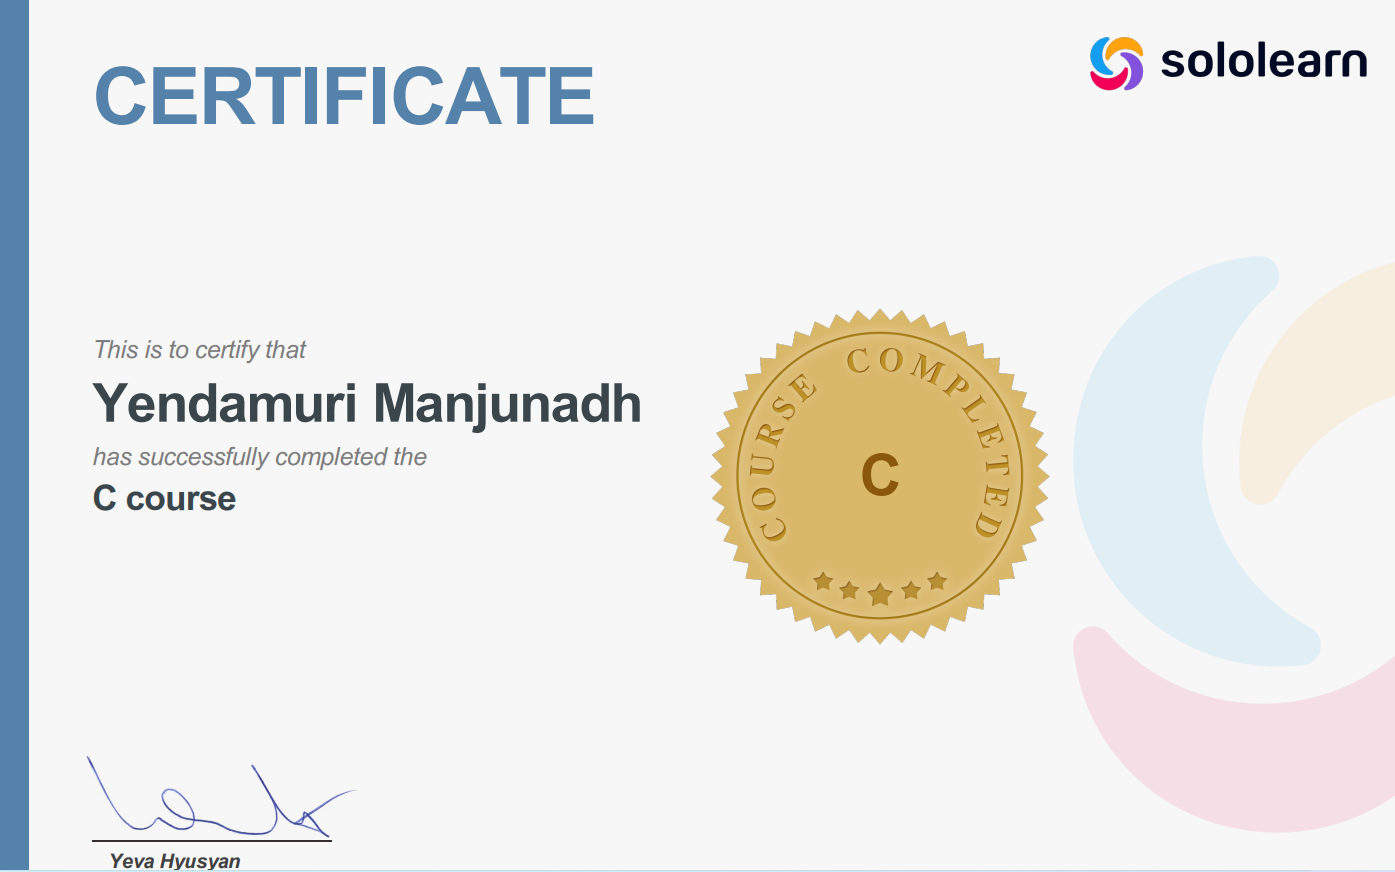 CERTIFICATE
sololearn
This is to certify that
Yendamuri Manjunadh
has successfully completed the
C course
COURSE COMPLETED
C
Yeva Hyusyan